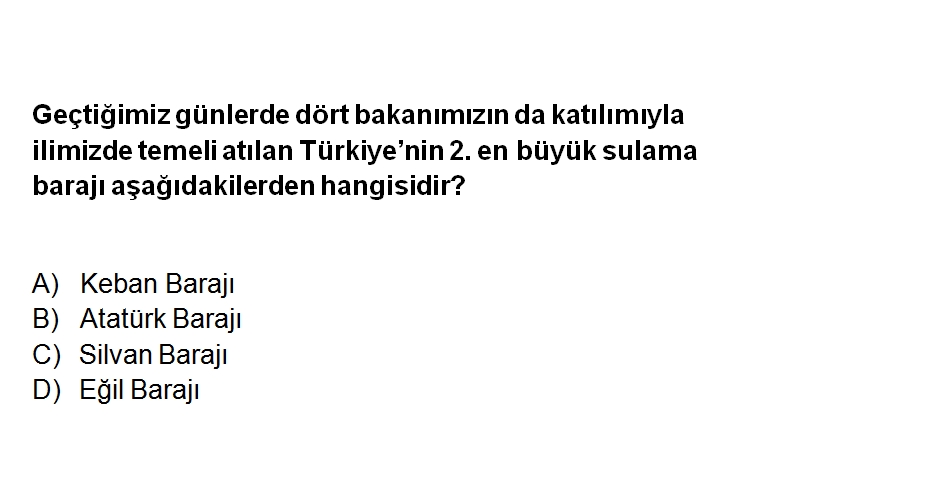 Geçtiğimiz günlerde dört bakanımızın da katılımıyla
ilimizde temeli atılan Türkiye’nin 2. en büyük sulama
barajı aşağıdakilerden hangisidir?
A) Keban Barajı
B) Atatürk Barajı
C) Silvan Barajı
D) Eğil Barajı